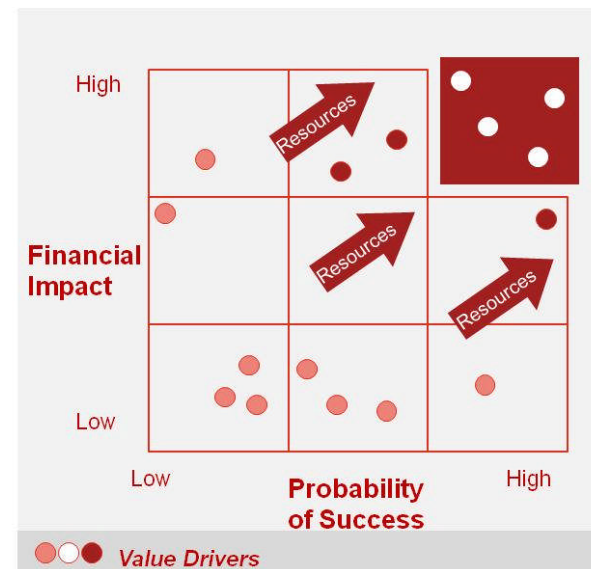 High
Resources
Resources
Financial
Impact
Resources
Low
Low
High
Probability
of Success
Value Drivers